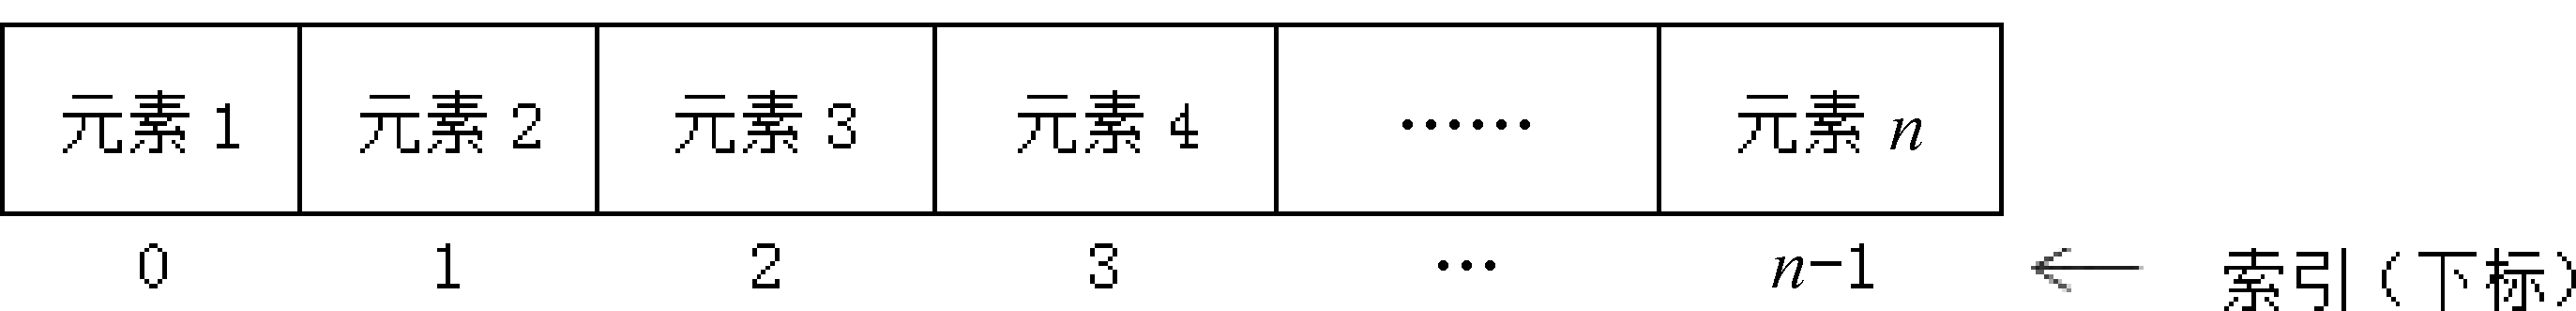 元素1 元素2 元素3 元素4 …… 元素n
0 1 2 3 … n-1 ← 索引(下标)